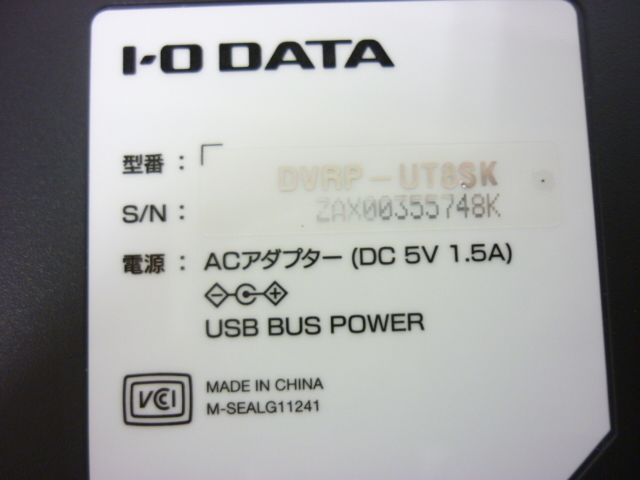 I-O DATA
型番 : DVRP-UT8SK
S/N : ZAX00355748K
電源 : ACアダプター (DC 5V 1.5A)
USB BUS POWER
VCCI
MADE IN CHINA
M-SEALG11241